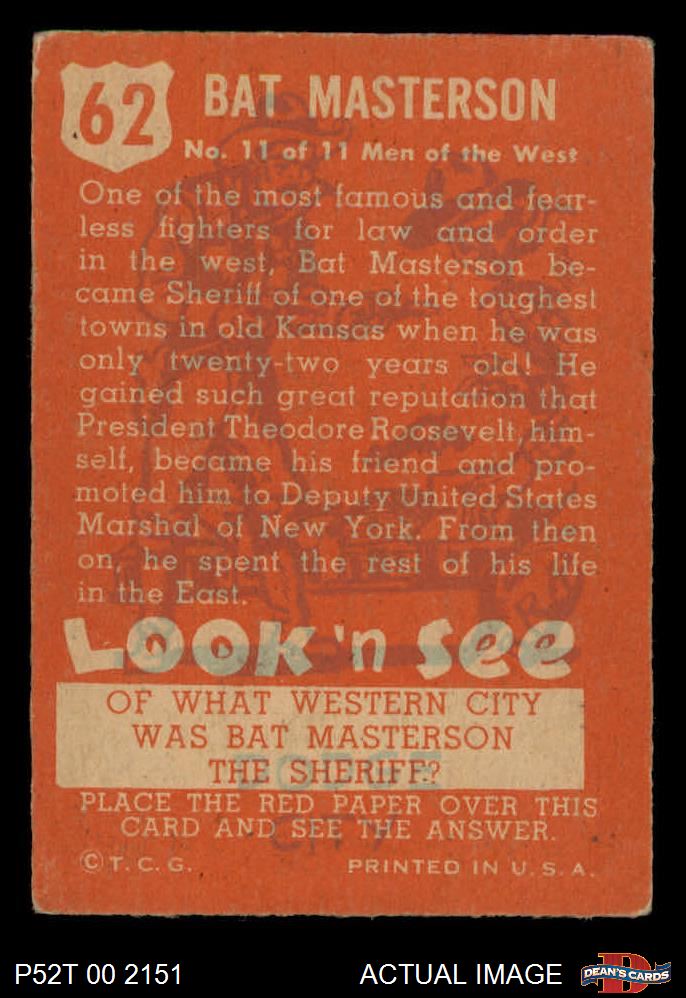 62
BAT MASTERSON
No. 11 of 11 Men of the West
One of the most famous and fear-
less fighters for law and order
in the west, Bat Masterson be-
came Sheriff of one of the toughest
towns in old Kansas when he was
only twenty-two years old! He
gained such great reputation that
President Theodore Roosevelt, him-
self, became his friend and pro-
moted him to Deputy United States
Marshal of New York. From then
on, he spent the rest of his life
in the East.
LOOK 'n SEE
OF WHAT WESTERN CITY
WAS BAT MASTERSON
THE SHERIFF?
DODGE
PLACE THE RED PAPER OVER THIS
CARD AND SEE THE ANSWER.
CITY
© T. C. G. PRINTED IN U. S. A.
P52T 00 2151 ACTUAL IMAGE
D
DEAN'S CARDS